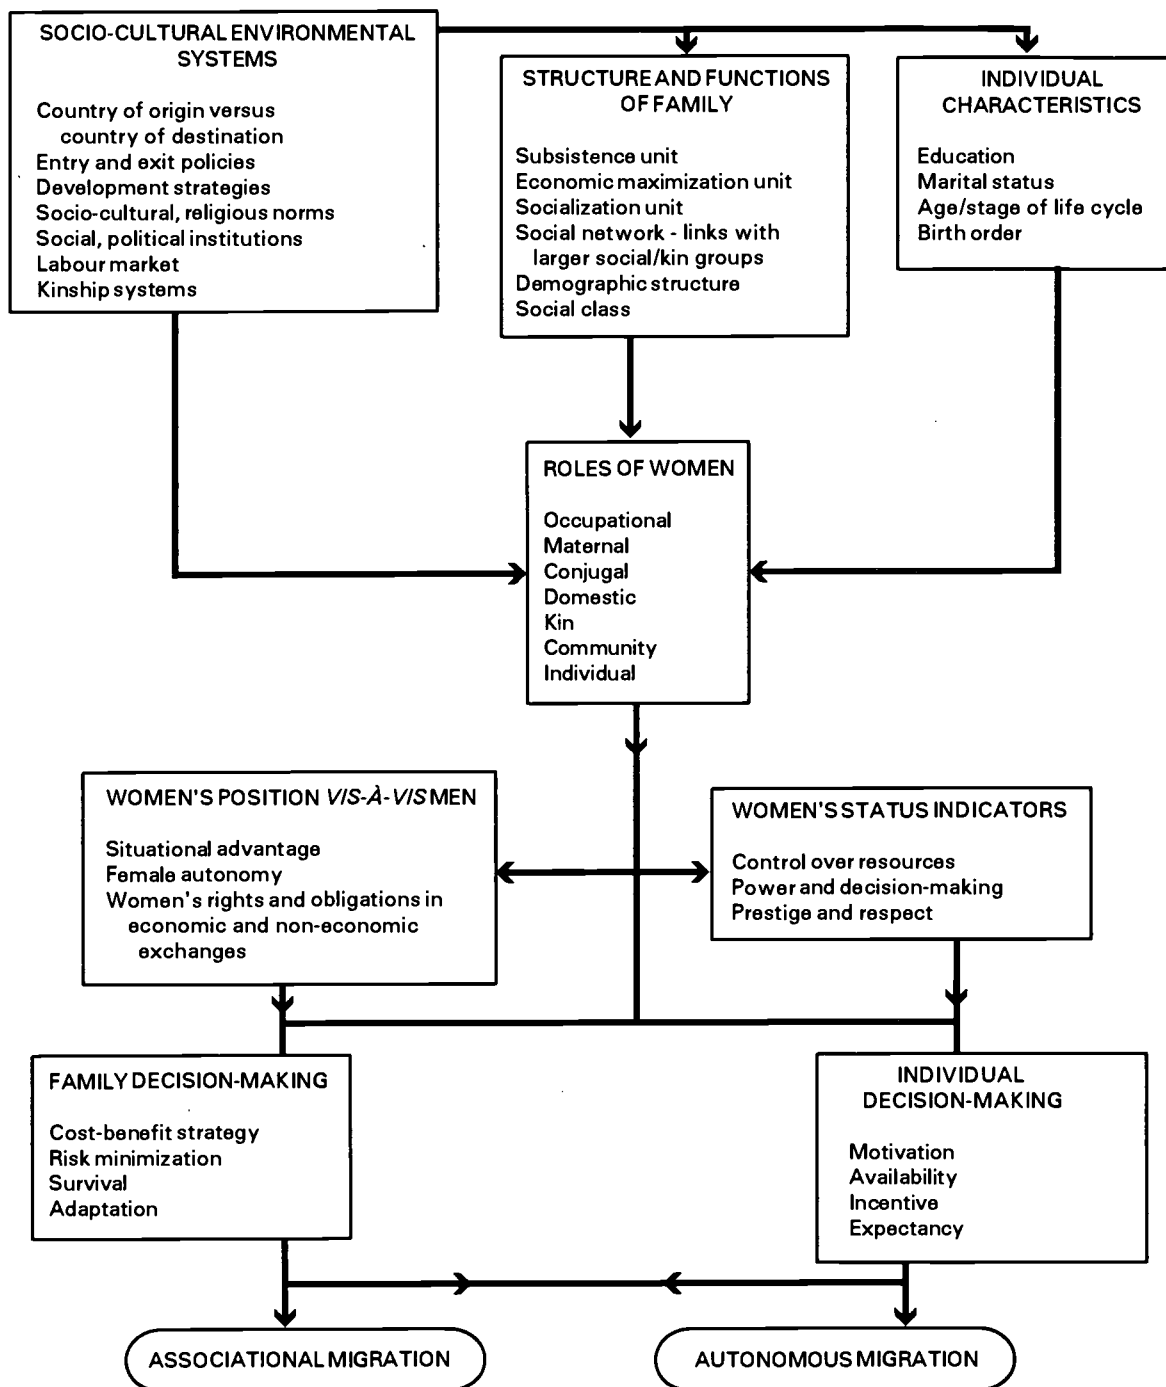 SOCIO-CULTURAL ENVIRONMENTAL
SYSTEMS
Country of origin versus
country of destination
Entry and exit policies
Development strategies
Socio-cultural, religious norms
Social, political institutions
Labour market
Kinship systems
STRUCTURE AND FUNCTIONS
OF FAMILY
Subsistence unit
Economic maximization unit
Socialization unit
Social network - links with
larger social/kin groups
Demographic structure
Social class
INDIVIDUAL
CHARACTERISTICS
Education
Marital status
Age/stage of life cycle
Birth order
ROLES OF WOMEN
Occupational
Maternal
Conjugal
Domestic
Kin
Community
Individual
WOMEN'S POSITION VIS-À-VIS MEN
Situational advantage
Female autonomy
Women's rights and obligations in
economic and non-economic
exchanges
WOMEN'S STATUS INDICATORS
Control over resources
Power and decision-making
Prestige and respect
FAMILY DECISION-MAKING
Cost-benefit strategy
Risk minimization
Survival
Adaptation
INDIVIDUAL
DECISION-MAKING
Motivation
Availability
Incentive
Expectancy
ASSOCIATIONAL MIGRATION
AUTONOMOUS MIGRATION